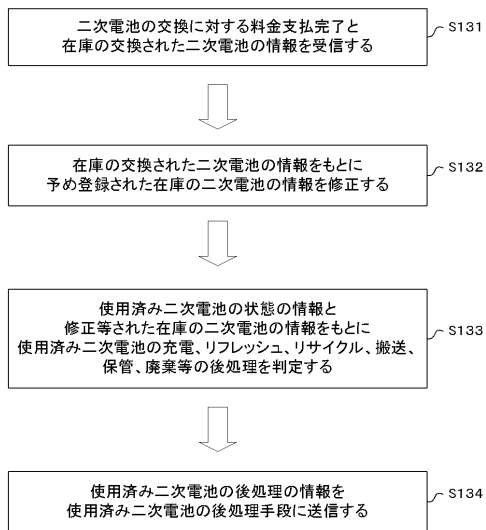 二次電池の交換に対する料金支払完了と
在庫の交換された二次電池の情報を受信する
S131
在庫の交換された二次電池の情報をもとに
予め登録された在庫の二次電池の情報を修正する
S132
使用済み二次電池の状態の情報と
修正等された在庫の二次電池の情報をもとに
使用済み二次電池の充電、リフレッシュ、リサイクル、搬送、
保管、廃棄等の後処理を判定する
S133
使用済み二次電池の後処理の情報を
使用済み二次電池の後処理手段に送信する
S134